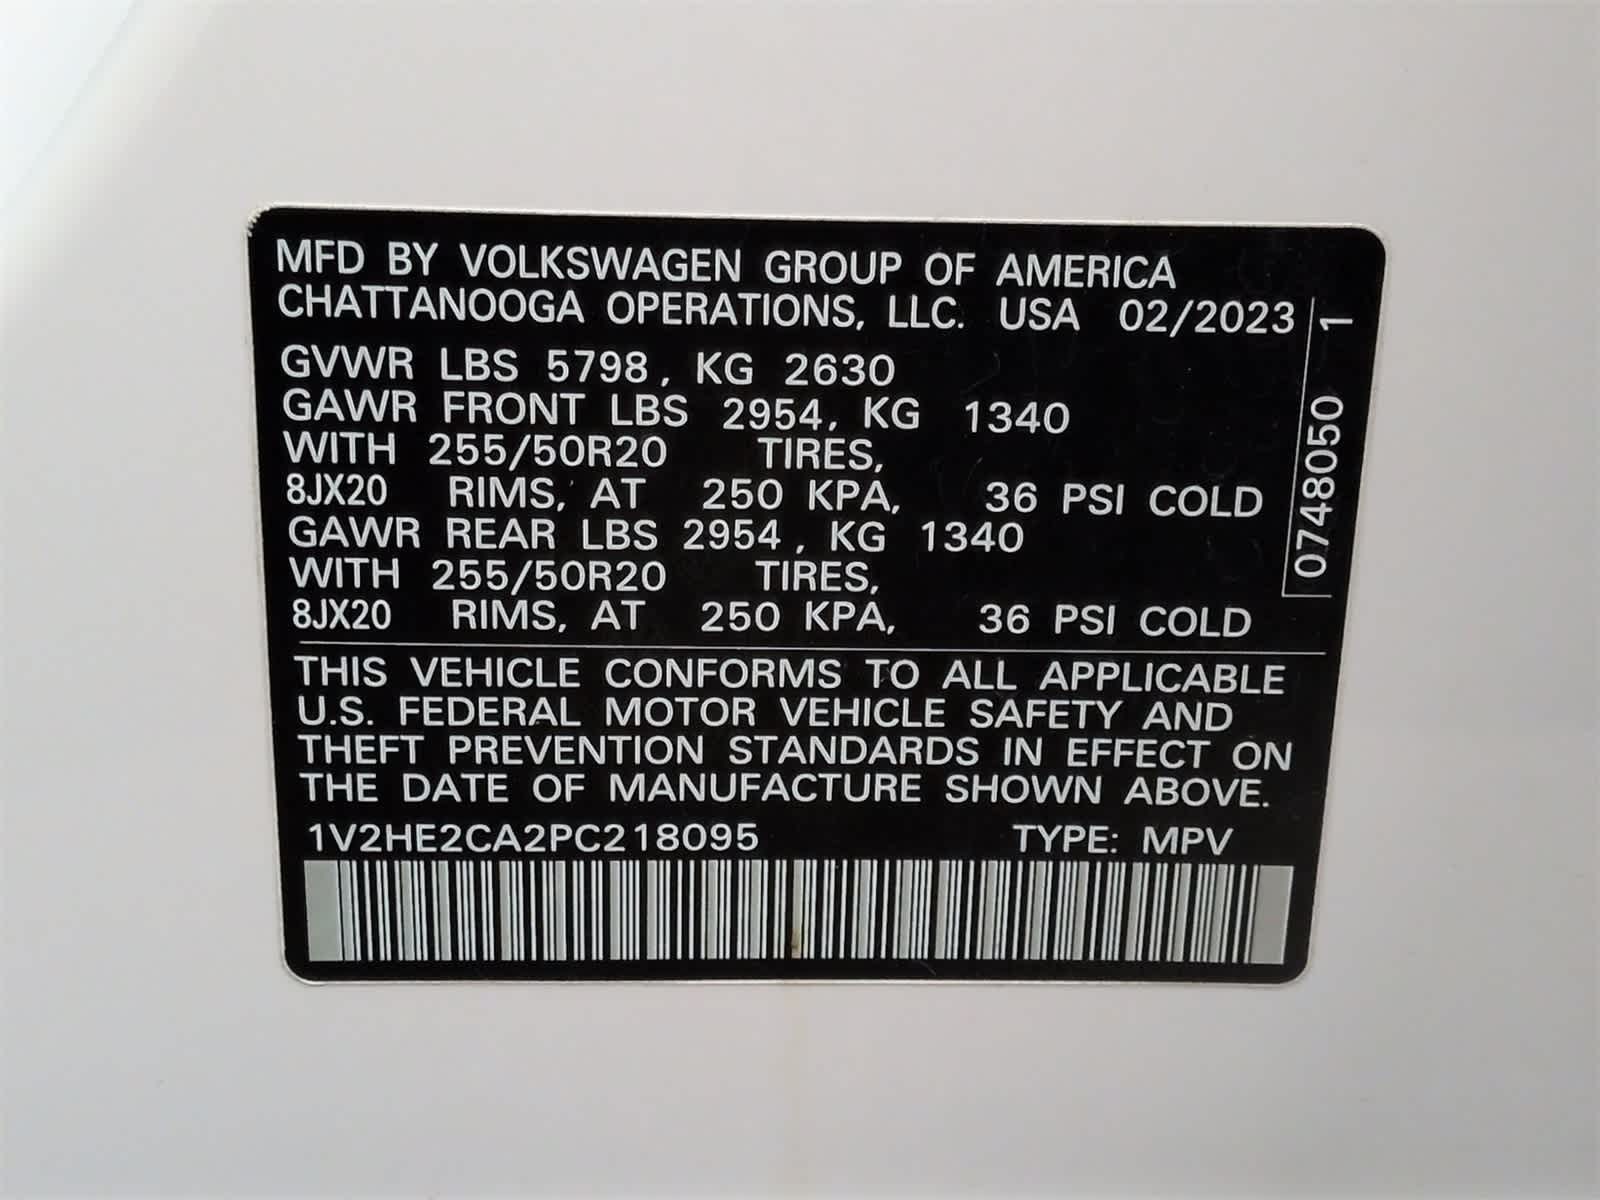 MFD BY VOLKSWAGEN GROUP OF AMERICA
CHATTANOOGA OPERATIONS, LLC. USA 02/2023
GVWR LBS 5798, KG 2630
GAWR FRONT LBS 2954, KG 1340
WITH 255/50R20 TIRES,
8JX20 RIMS, AT 250 KPA, 36 PSI COLD
GAWR REAR LBS 2954, KG 1340
WITH 255/50R20 TIRES,
8JX20 RIMS, AT 250 KPA, 36 PSI COLD
0748050 1
THIS VEHICLE CONFORMS TO ALL APPLICABLE
U.S. FEDERAL MOTOR VEHICLE SAFETY AND
THEFT PREVENTION STANDARDS IN EFFECT ON
THE DATE OF MANUFACTURE SHOWN ABOVE.
1V2HE2CA2PC218095 TYPE: MPV